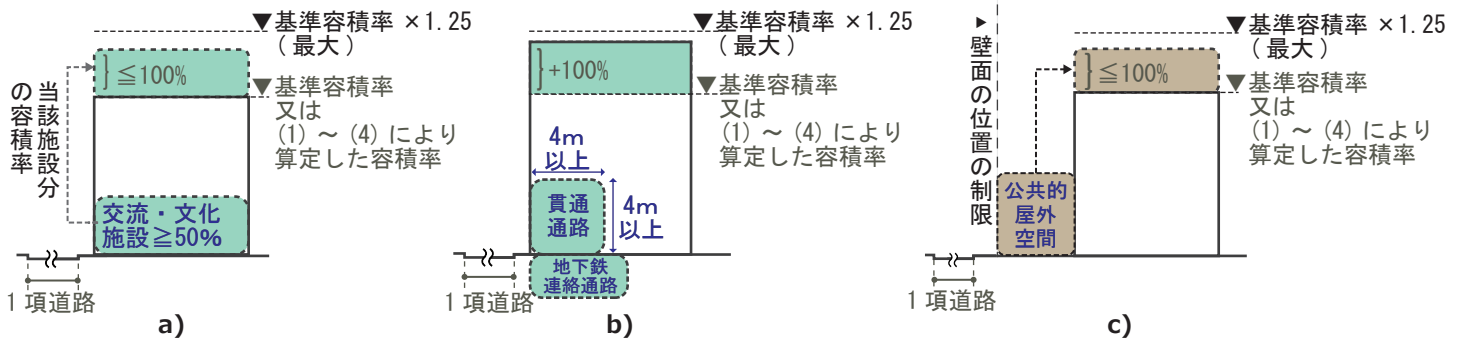 ▼基準容積率 ×1.25
(最大)
}≦100%
▼基準容積率
又は
(1) ～ (4) により
算定した容積率
当該施設分
の容積率
交流・文化
施設≧50%
1 項道路
a)
▼基準容積率 ×1.25
(最大)
}+100%
▼基準容積率
又は
(1) ～ (4) により
算定した容積率
4m
以上
貫通
通路
4m
以上
地下鉄
連絡通路
1 項道路
b)
▼壁面の位置の制限
▼基準容積率 ×1.25
(最大)
}≦100%
▼基準容積率
又は
(1) ～ (4) により
算定した容積率
公共的
屋外
空間
1 項道路
c)